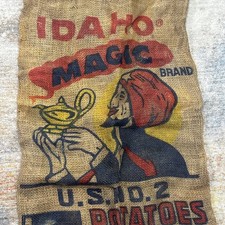 IDAHO®
MAGIC
BRAND
U.S. NO. 2
POTATOES